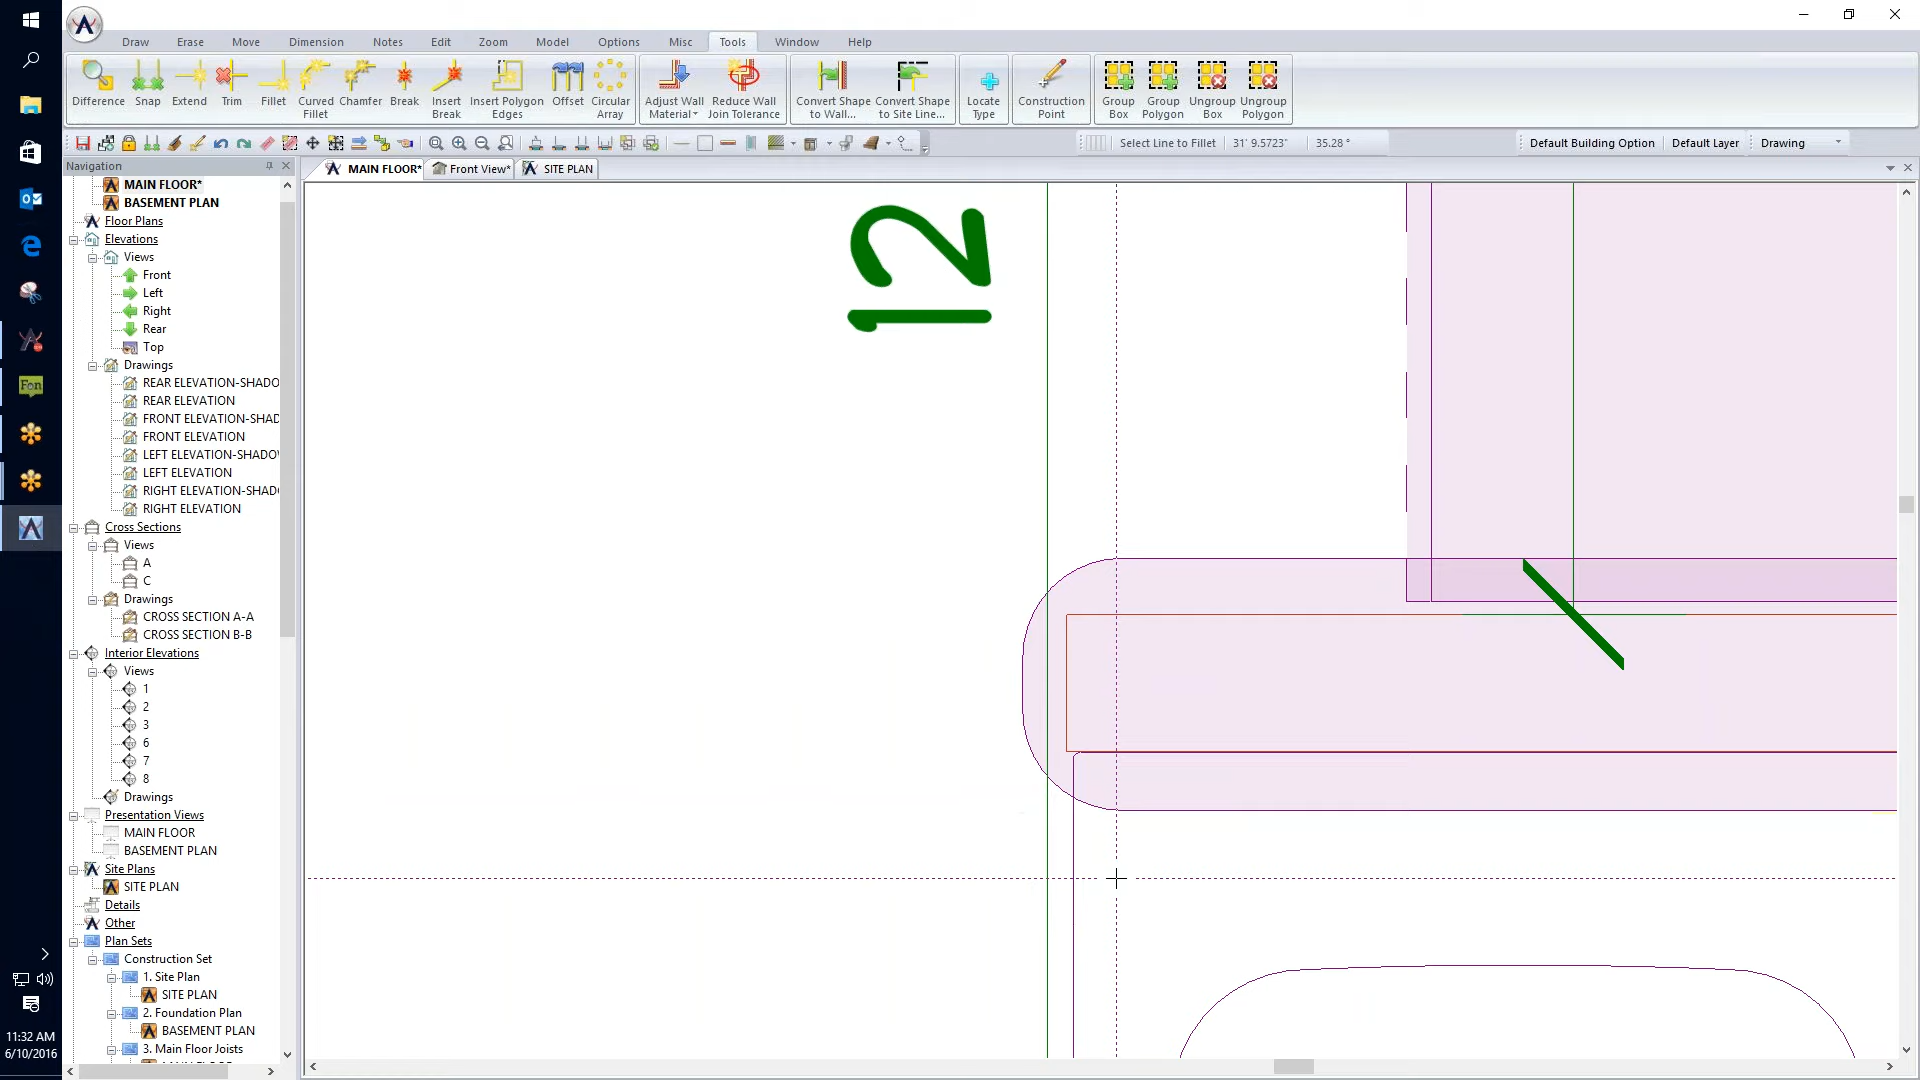 Draw Erase Move Dimension Notes Edit Zoom Model Options Misc Tools Window Help
Difference Snap Extend Trim Fillet Curved Fillet Chamfer Break Insert Break Insert Polygon Edges Offset Circular Array Adjust Wall Material Reduce Wall Join Tolerance Convert Shape to Wall... Convert Shape to Site Line... Locate Type Construction Point Group Box Group Polygon Ungroup Box Ungroup Polygon
Select Line to Fillet 31' 9.5723" 35.28 ° Default Building Option Default Layer Drawing
Navigation
MAIN FLOOR* Front View* SITE PLAN
MAIN FLOOR*
BASEMENT PLAN
Floor Plans
Elevations
Views
Front
Left
Right
Rear
Top
Drawings
REAR ELEVATION-SHADO
REAR ELEVATION
FRONT ELEVATION-SHAD
FRONT ELEVATION
LEFT ELEVATION-SHADO
LEFT ELEVATION
RIGHT ELEVATION-SHAD
RIGHT ELEVATION
Cross Sections
Views
A
C
Drawings
CROSS SECTION A-A
CROSS SECTION B-B
Interior Elevations
Views
1
2
3
6
7
8
Drawings
Presentation Views
MAIN FLOOR
BASEMENT PLAN
Site Plans
SITE PLAN
Details
Other
Plan Sets
Construction Set
1. Site Plan
SITE PLAN
2. Foundation Plan
BASEMENT PLAN
3. Main Floor Joists
12
Fon
11:32 AM
6/10/2016